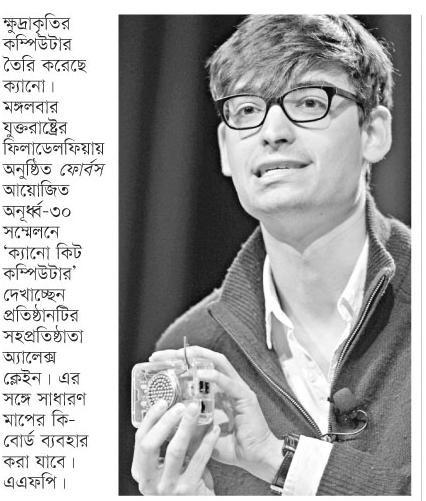 ক্ষুদ্রাকৃতির
কম্পিউটার
তৈরি করেছে
ক্যানো।
মঙ্গলবার
যুক্তরাষ্ট্রের
ফিলাডেলফিয়ায়
অনুষ্ঠিত ফোর্বস
আয়োজিত
অনূর্ধ্ব-৩০
সম্মেলনে
‘ক্যানো কিট
কম্পিউটার’
দেখাচ্ছেন
প্রতিষ্ঠানটির
সহপ্রতিষ্ঠাতা
অ্যালেক্স
ক্লেইন। এর
সঙ্গে সাধারণ
মাপের কি-
বোর্ড ব্যবহার
করা যাবে।
এএফপি।